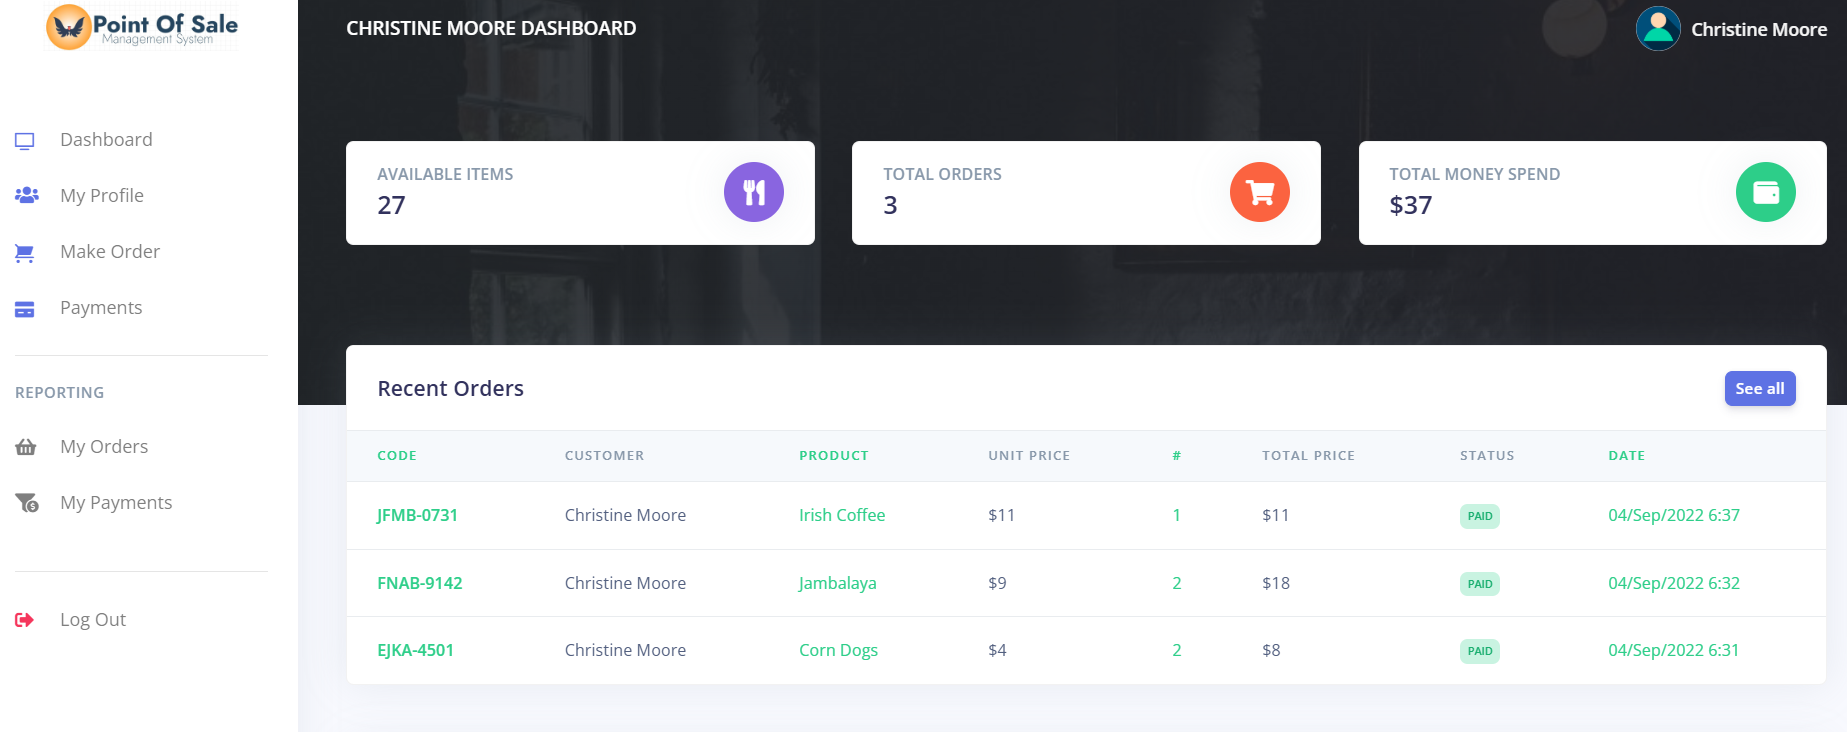 Point Of Sale
Management System
Dashboard
My Profile
Make Order
Payments
REPORTING
My Orders
My Payments
Log Out
CHRISTINE MOORE DASHBOARD
Christine Moore
AVAILABLE ITEMS
27
TOTAL ORDERS
3
TOTAL MONEY SPEND
$37
Recent Orders
See all
CODE CUSTOMER PRODUCT UNIT PRICE # TOTAL PRICE STATUS DATE
JFMB-0731 Christine Moore Irish Coffee $11 1 $11 PAID 04/Sep/2022 6:37
FNAB-9142 Christine Moore Jambalaya $9 2 $18 PAID 04/Sep/2022 6:32
EJKA-4501 Christine Moore Corn Dogs $4 2 $8 PAID 04/Sep/2022 6:31